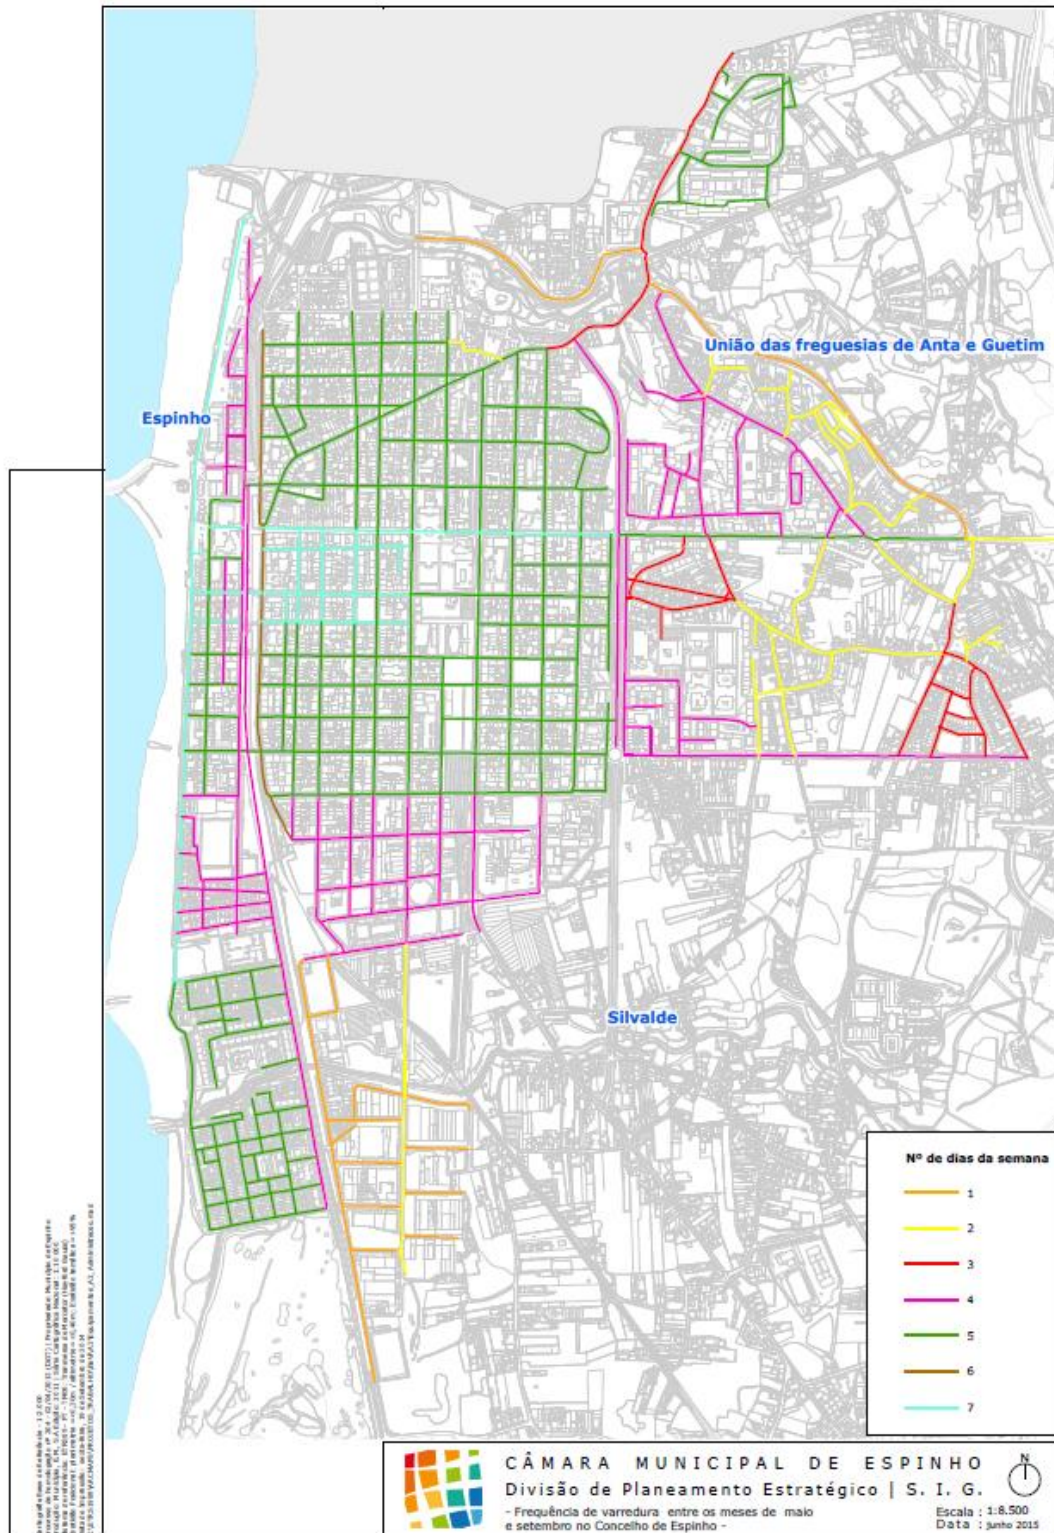 União das freguesias de Anta e Guetim
Espinho
Silvalde
Nº de dias da semana
1
2
3
4
5
6
7
CÂMARA MUNICIPAL DE ESPINHO
Divisão de Planeamento Estratégico | S. I. G.
- Frequência de varredura entre os meses de maio
e setembro no Concelho de Espinho -
N
Escala : 1:8.500
Data : junho 2015